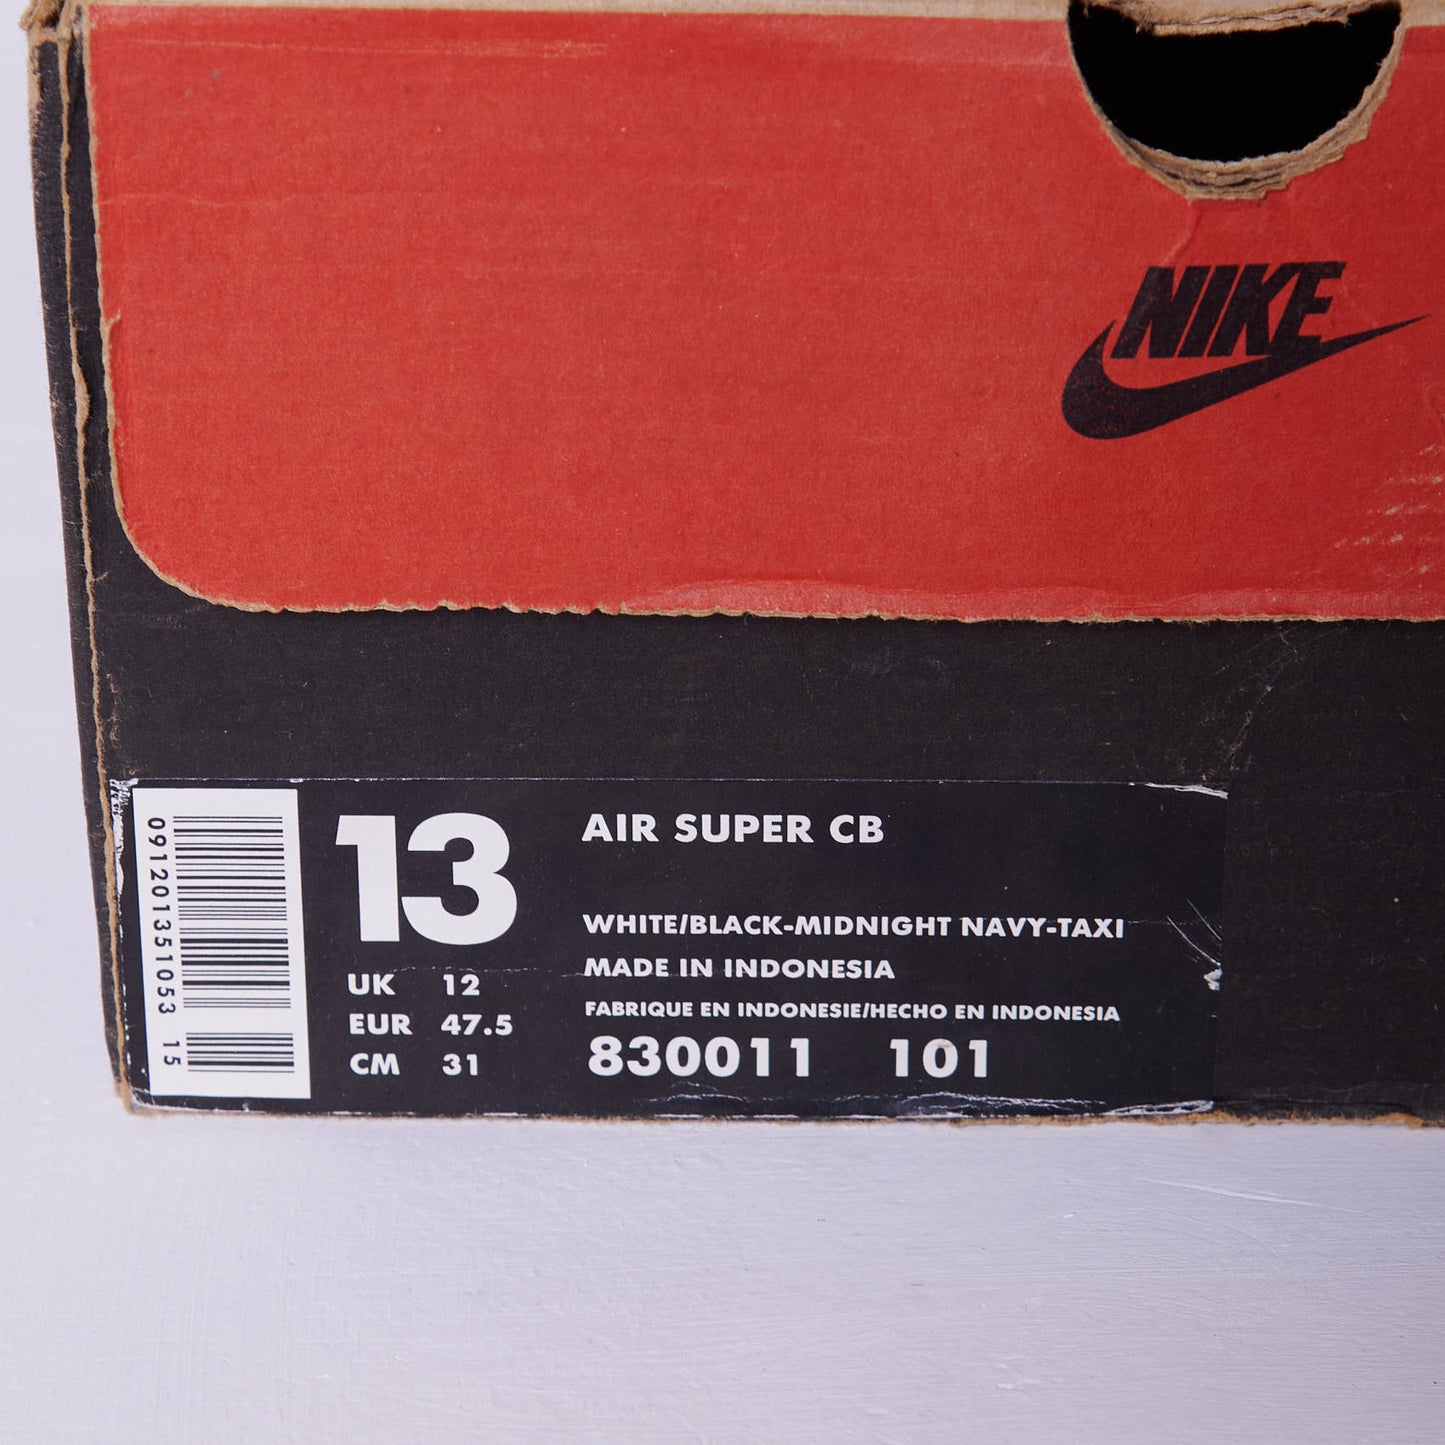 NIKE
091201351053 15
13
UK 12
EUR 47.5
CM 31
AIR SUPER CB
WHITE/BLACK-MIDNIGHT NAVY-TAXI
MADE IN INDONESIA
FABRIQUE EN INDONESIE/HECHO EN INDONESIA
830011 101